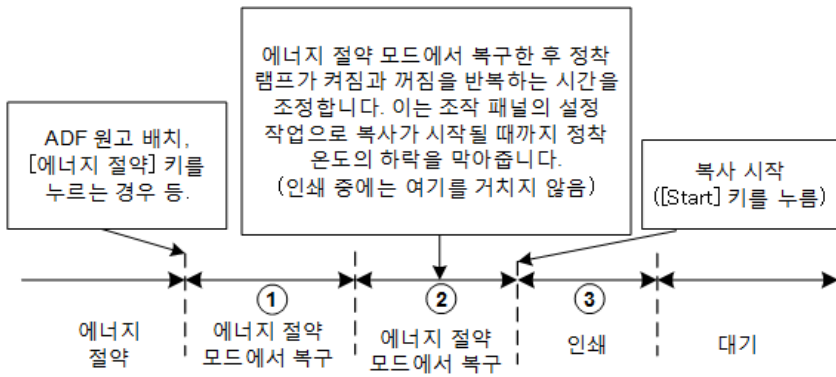 에너지 절약 모드에서 복구한 후 정착
램프가 켜짐과 꺼짐을 반복하는 시간을
조정합니다. 이는 조작 패널의 설정
작업으로 복사가 시작될 때까지 정착
온도의 하락을 막아줍니다.
(인쇄 중에는 여기를 거치지 않음)
ADF 원고 배치,
[에너지 절약] 키를
누르는 경우 등.
복사 시작
([Start] 키를 누름)
①
②
③
에너지
절약
에너지 절약
모드에서 복구
에너지 절약
모드에서 복구
인쇄
대기